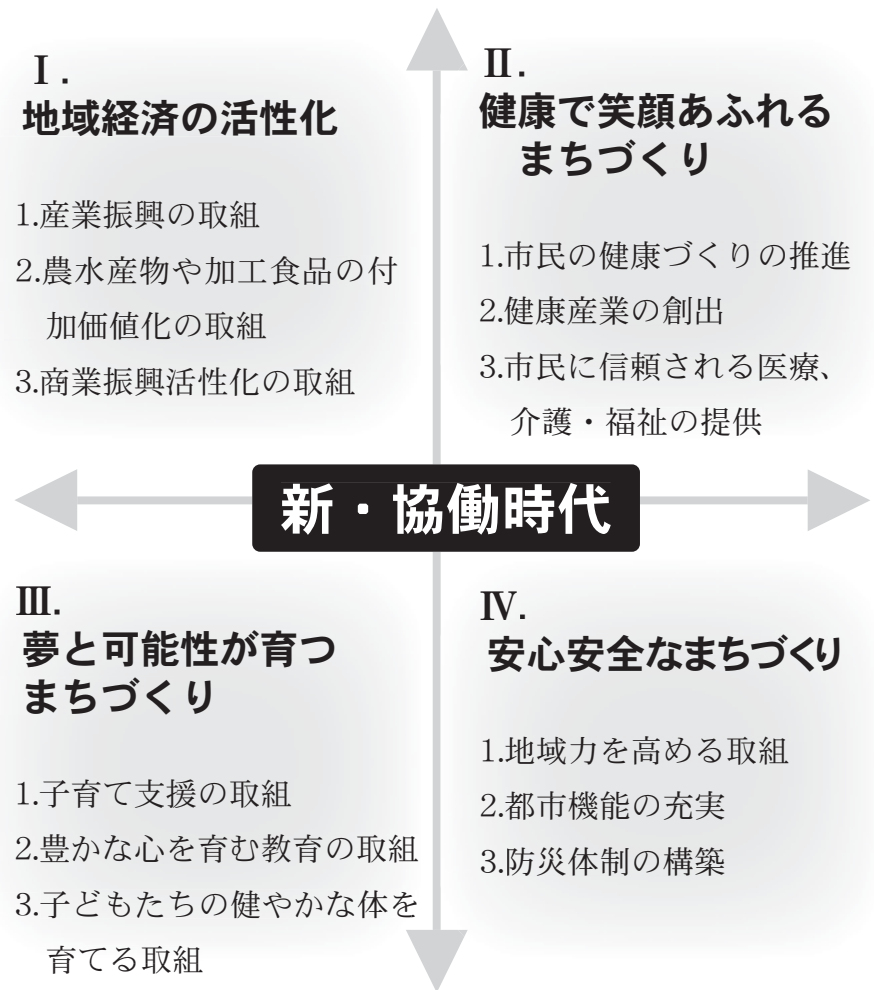 Ⅰ.
地域経済の活性化
1.産業振興の取組
2.農水産物や加工食品の付
加価値化の取組
3.商業振興活性化の取組
Ⅱ.
健康で笑顔あふれる
まちづくり
1.市民の健康づくりの推進
2.健康産業の創出
3.市民に信頼される医療、
介護・福祉の提供
新・協働時代
Ⅲ.
夢と可能性が育つ
まちづくり
1.子育て支援の取組
2.豊かな心を育む教育の取組
3.子どもたちの健やかな体を
育てる取組
Ⅳ.
安心安全なまちづくり
1.地域力を高める取組
2.都市機能の充実
3.防災体制の構築